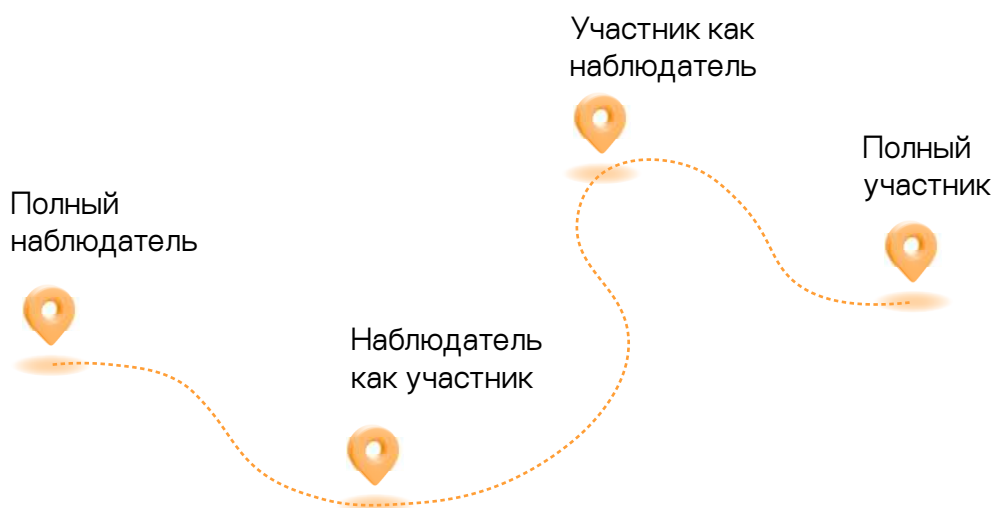 Полный
наблюдатель
Наблюдатель
как участник
Участник как
наблюдатель
Полный
участник